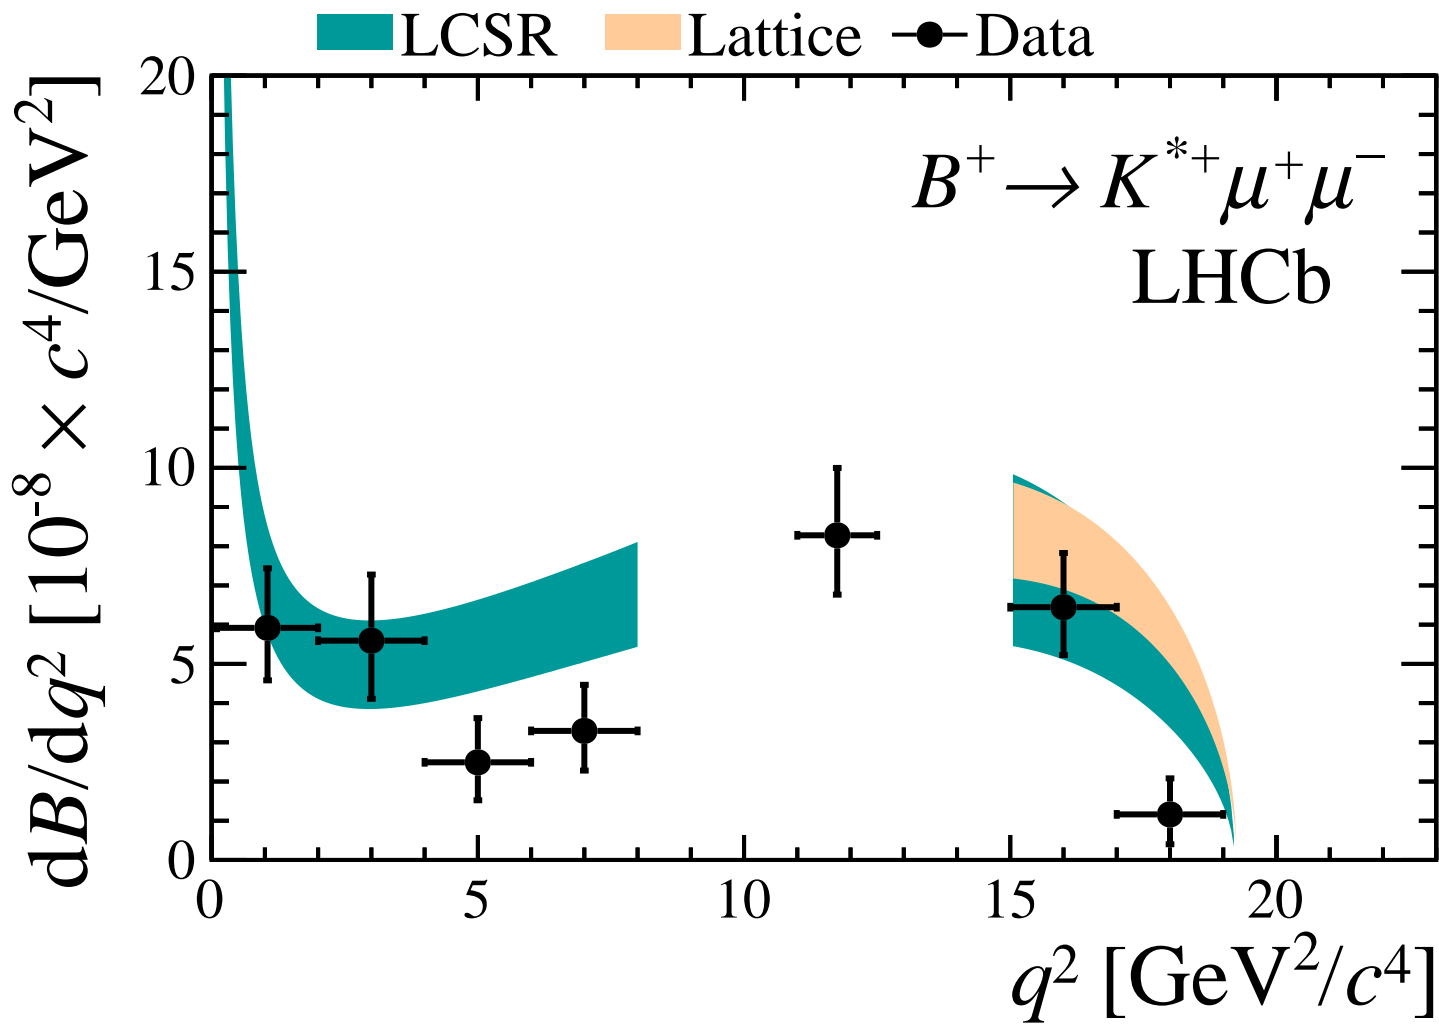 LCSR Lattice Data
dB/dq² [10⁻⁸ × c⁴/GeV²]
20
15
10
5
0
B⁺ → K*⁺μ⁺μ⁻
LHCb
0 5 10 15 20
q² [GeV²/c⁴]